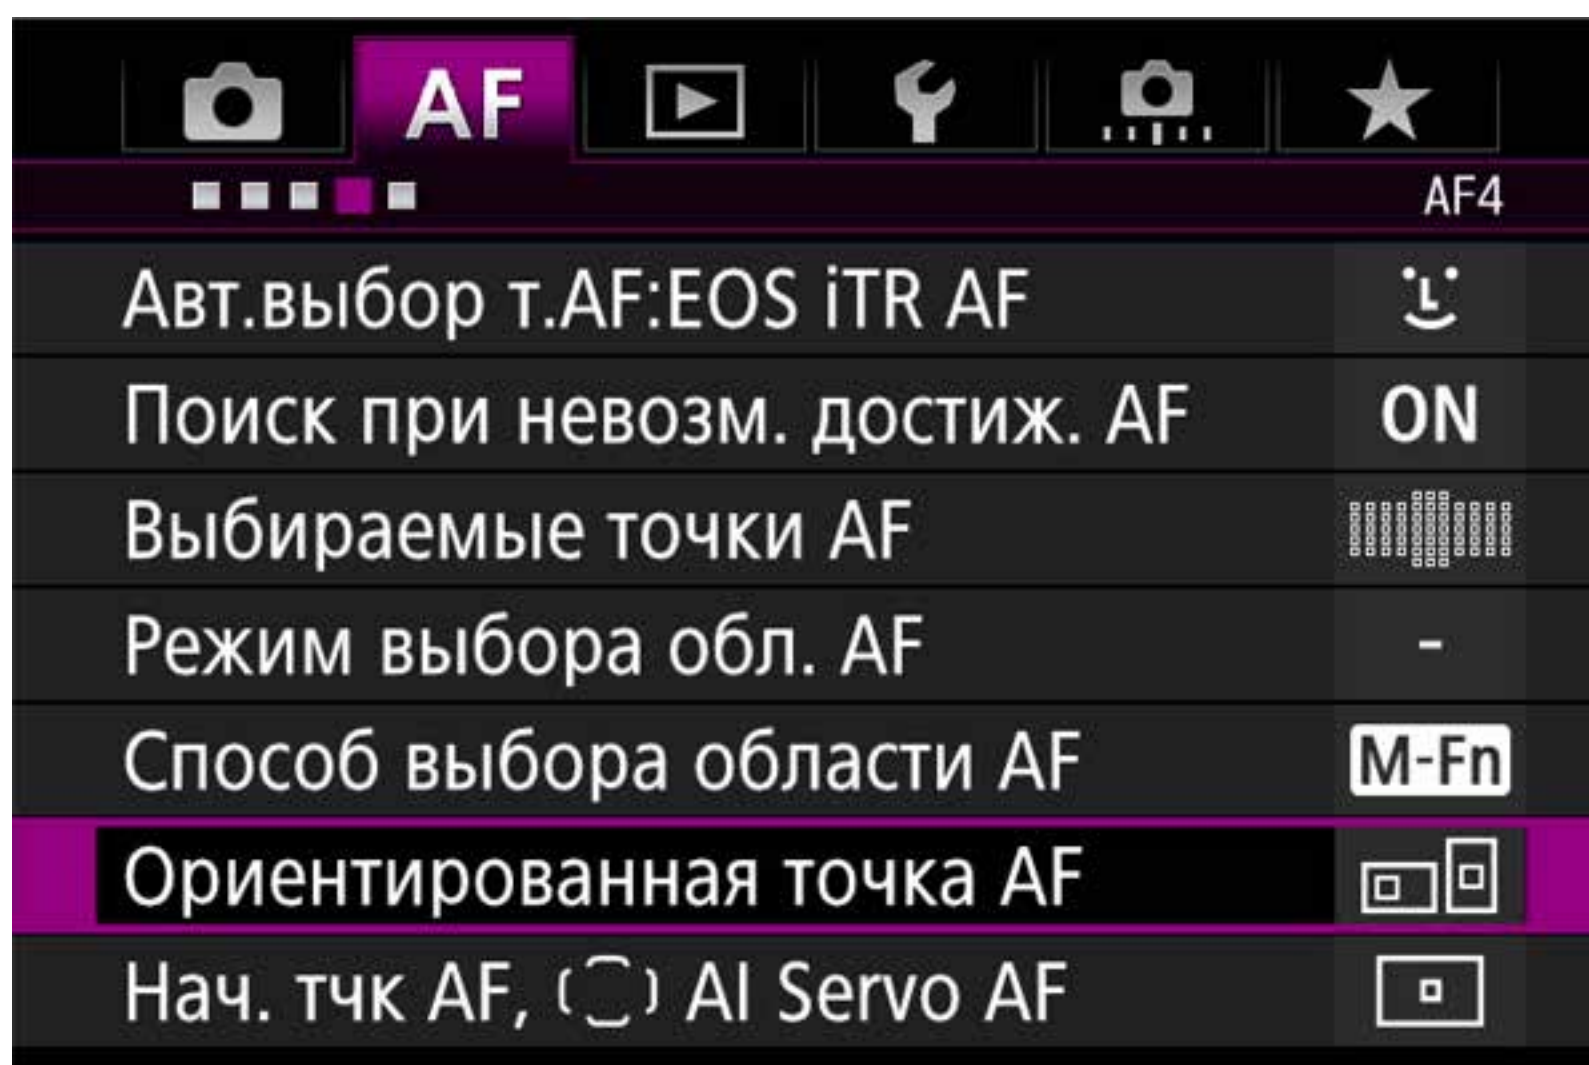 AF
AF4
Авт.выбор т.AF:EOS iTR AF
Поиск при невозм. достиж. AF ON
Выбираемые точки AF
Режим выбора обл. AF -
Способ выбора области AF M-Fn
Ориентированная точка AF
Нач. тчк AF, AI Servo AF